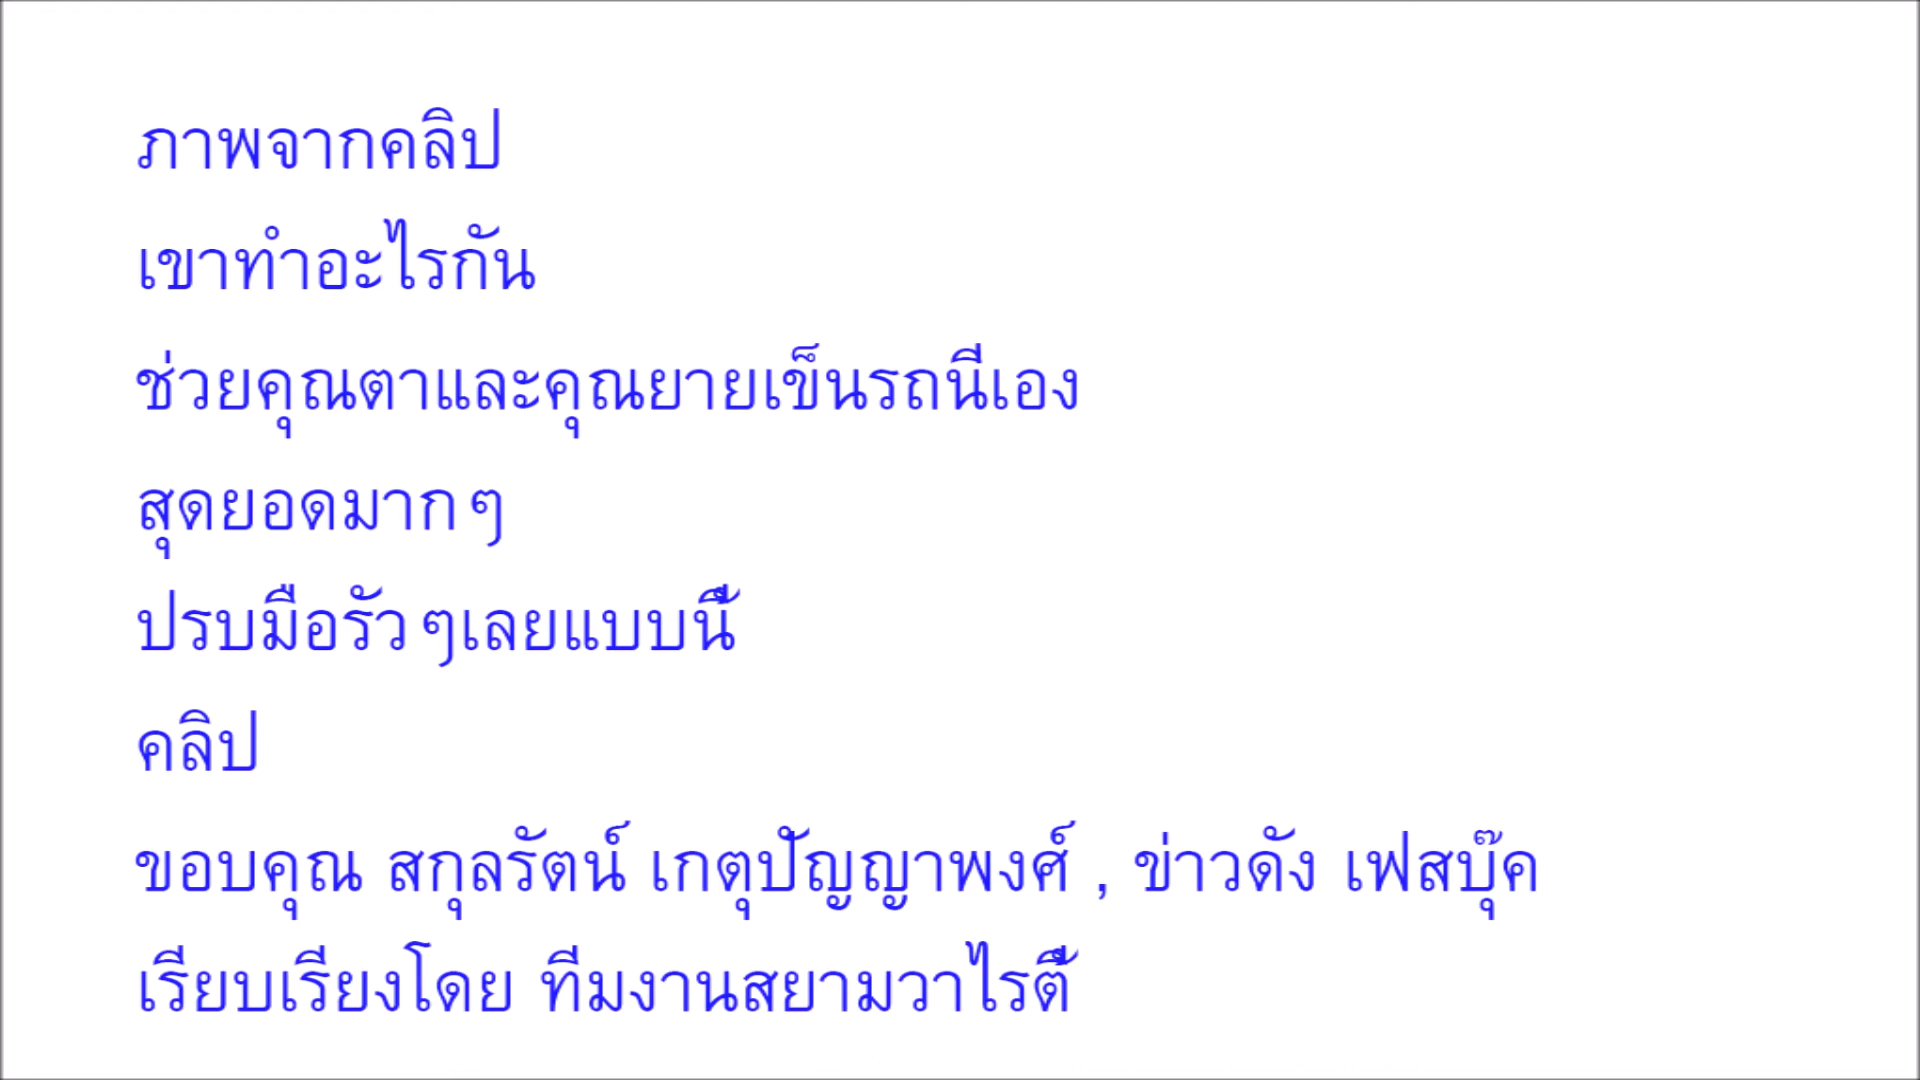 ภาพจากคลิป
เขาทำอะไรกัน
ช่วยคุณตาและคุณยายเข็นรถนี่เอง
สุดยอดมากๆ
ปรบมือรัวๆเลยแบบนี้
คลิป
ขอบคุณ สกุลรัตน์ เกตุปัญญาพงศ์ , ข่าวดัง เฟสบุ๊ค
เรียบเรียงโดย ทีมงานสยามวาไรตี้